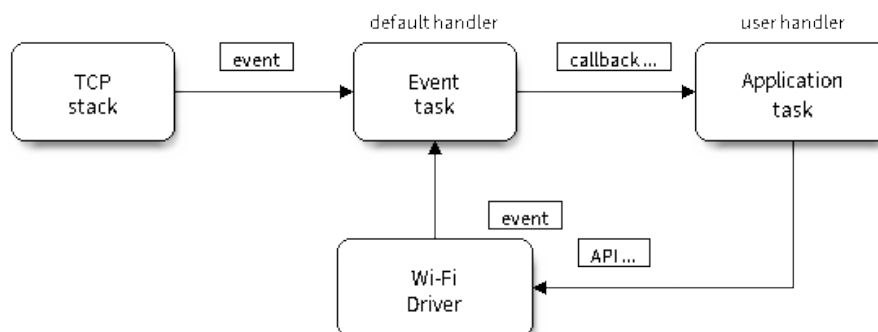 default handler
user handler
event
callback ...
TCP
stack
Event
task
Application
task
event
API ...
Wi-Fi
Driver